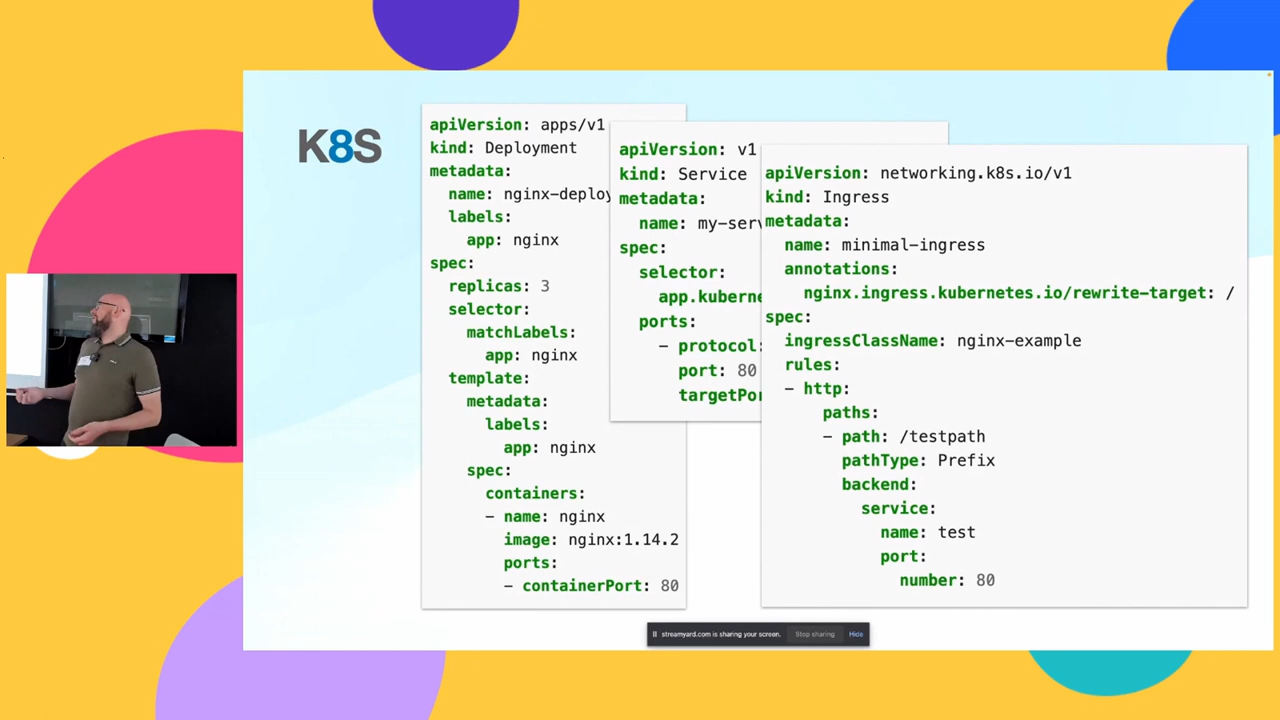 K8S
apiVersion: apps/v1
kind: Deployment
metadata:
name: nginx-deploy
labels:
app: nginx
spec:
replicas: 3
selector:
matchLabels:
app: nginx
template:
metadata:
labels:
app: nginx
spec:
containers:
- name: nginx
image: nginx:1.14.2
ports:
- containerPort: 80
apiVersion: v1
kind: Service
metadata:
name: my-serv
spec:
selector:
app.kuberne
ports:
- protocol:
port: 80
targetPor
apiVersion: networking.k8s.io/v1
kind: Ingress
metadata:
name: minimal-ingress
annotations:
nginx.ingress.kubernetes.io/rewrite-target: /
spec:
ingressClassName: nginx-example
rules:
- http:
paths:
- path: /testpath
pathType: Prefix
backend:
service:
name: test
port:
number: 80
streamyard.com is sharing your screen. Stop sharing Hide